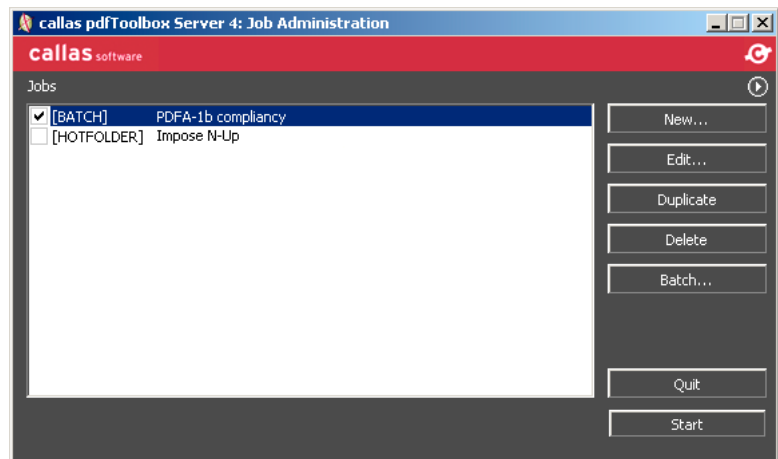 callas pdfToolbox Server 4: Job Administration
callas software
Jobs
[BATCH] PDFA-1b compliancy
[HOTFOLDER] Impose N-Up
New...
Edit...
Duplicate
Delete
Batch...
Quit
Start